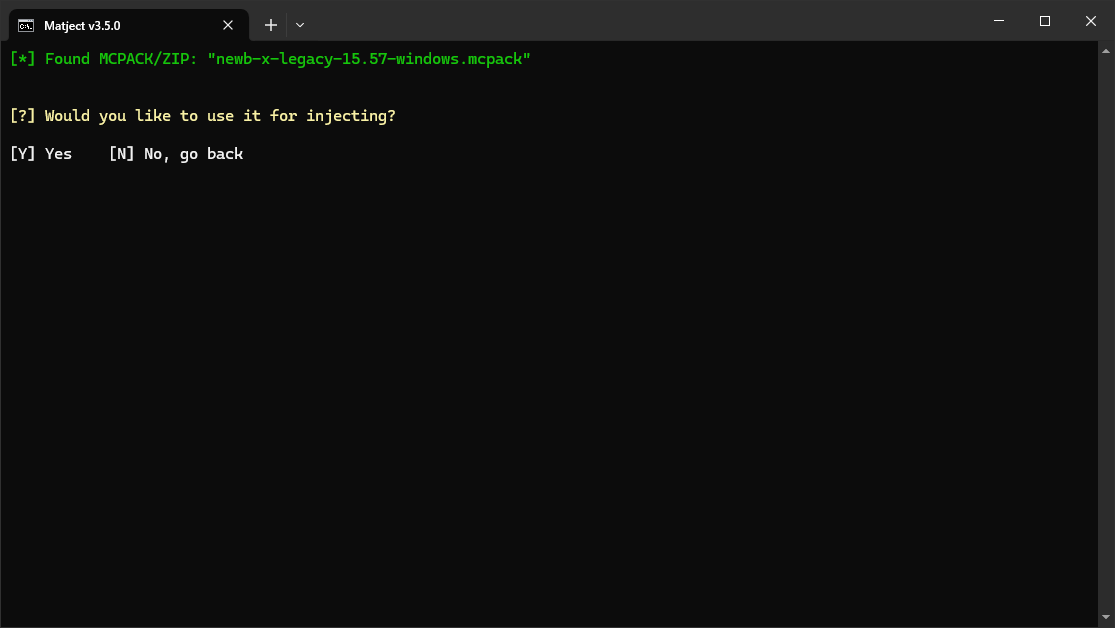 Matject v3.5.0
[*] Found MCPACK/ZIP: "newb-x-legacy-15.57-windows.mcpack"
[?] Would you like to use it for injecting?
[Y] Yes    [N] No, go back